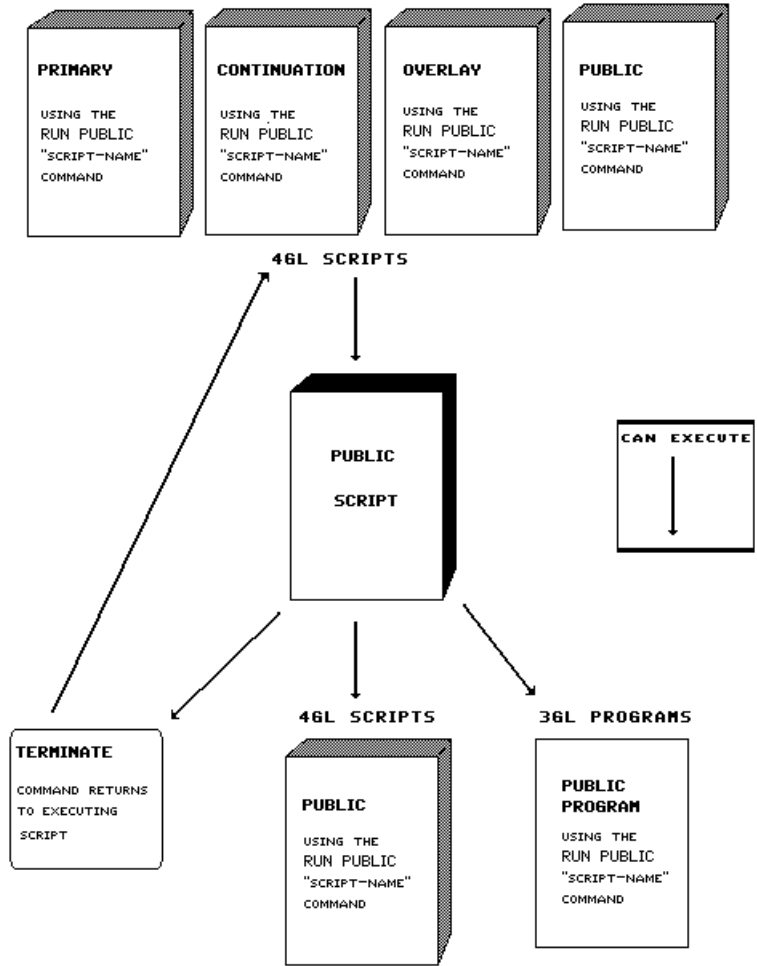 PRIMARY
USING THE
RUN PUBLIC
"SCRIPT-NAME"
COMMAND
CONTINUATION
USING THE
RUN PUBLIC
"SCRIPT-NAME"
COMMAND
OVERLAY
USING THE
RUN PUBLIC
"SCRIPT-NAME"
COMMAND
PUBLIC
USING THE
RUN PUBLIC
"SCRIPT-NAME"
COMMAND
4GL SCRIPTS
PUBLIC
SCRIPT
CAN EXECUTE
TERMINATE
COMMAND RETURNS
TO EXECUTING
SCRIPT
4GL SCRIPTS
PUBLIC
USING THE
RUN PUBLIC
"SCRIPT-NAME"
COMMAND
3GL PROGRAMS
PUBLIC
PROGRAM
USING THE
RUN PUBLIC
"SCRIPT-NAME"
COMMAND